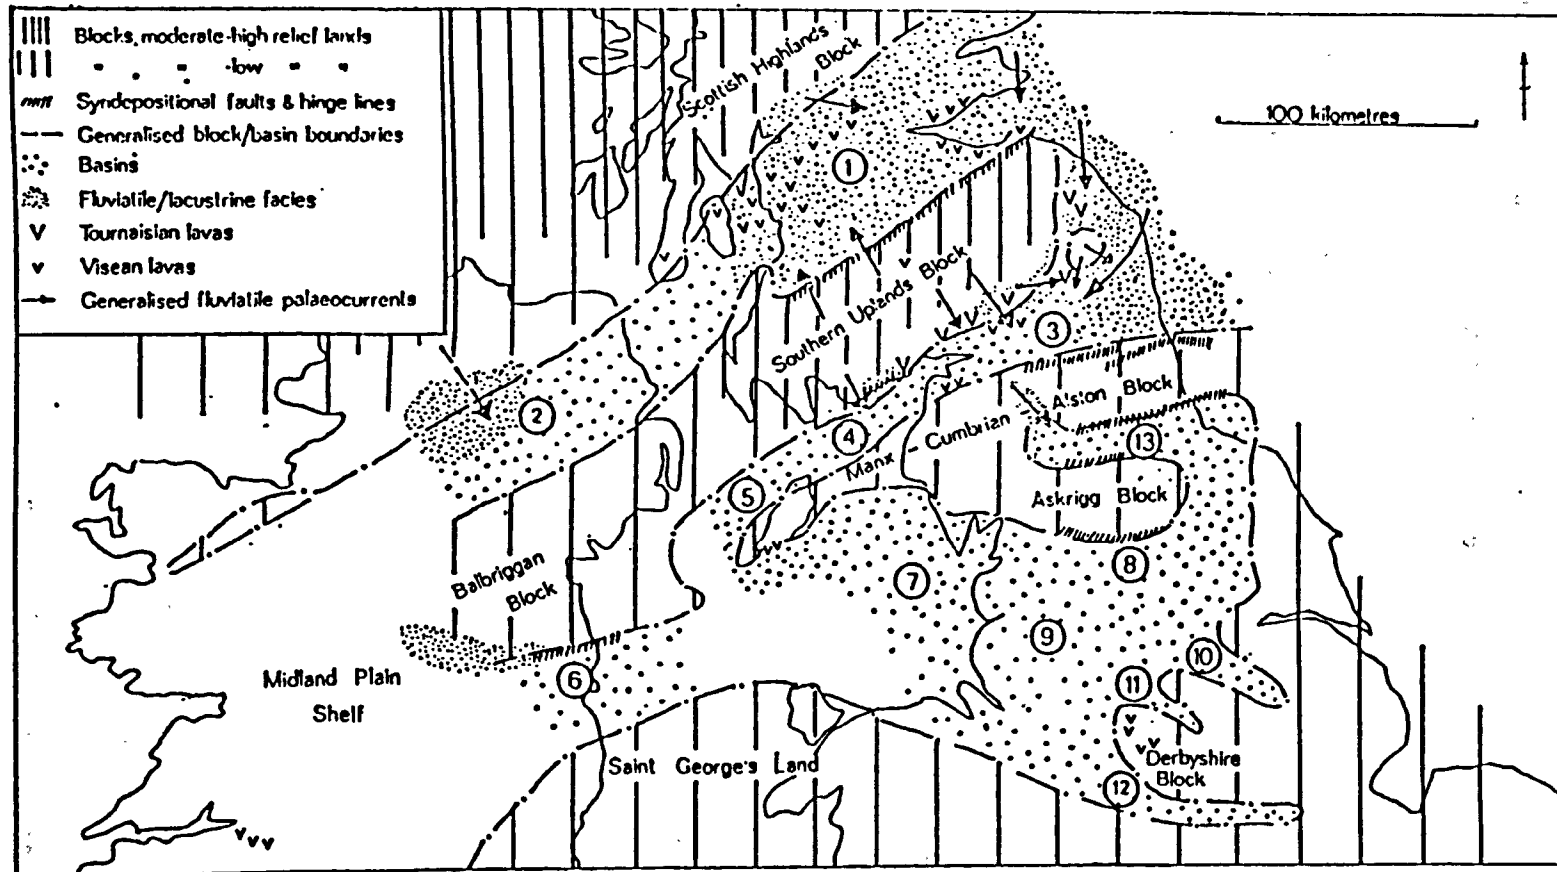 Blocks, moderate-high relief lands
" " " -low " "
Syndepositional faults & hinge lines
Generalised block/basin boundaries
Basins
Fluviatile/lacustrine facies
V Tournaisian lavas
v Visean lavas
Generalised fluviatile palaeocurrents
100 kilometres
Scottish Highlands
Block
1
Southern Uplands Block
3
2
Alston Block
4
Manx - Cumbrian
13
5
Askrigg Block
8
7
Balbriggan
Block
9
10
11
6
Midland Plain
Shelf
Saint George's Land
Derbyshire
Block
12